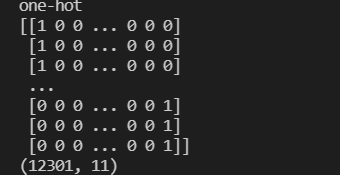 one-hot
[[1 0 0 ... 0 0 0]
 [1 0 0 ... 0 0 0]
 [1 0 0 ... 0 0 0]
 ...
 [0 0 0 ... 0 0 1]
 [0 0 0 ... 0 0 1]
 [0 0 0 ... 0 0 1]]
(12301, 11)